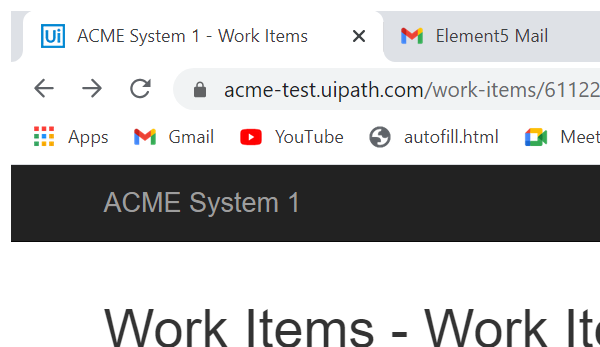 Ui ACME System 1 - Work Items Element5 Mail
acme-test.uipath.com/work-items/61122
Apps Gmail YouTube autofill.html Meet
ACME System 1
Work Items - Work Ite